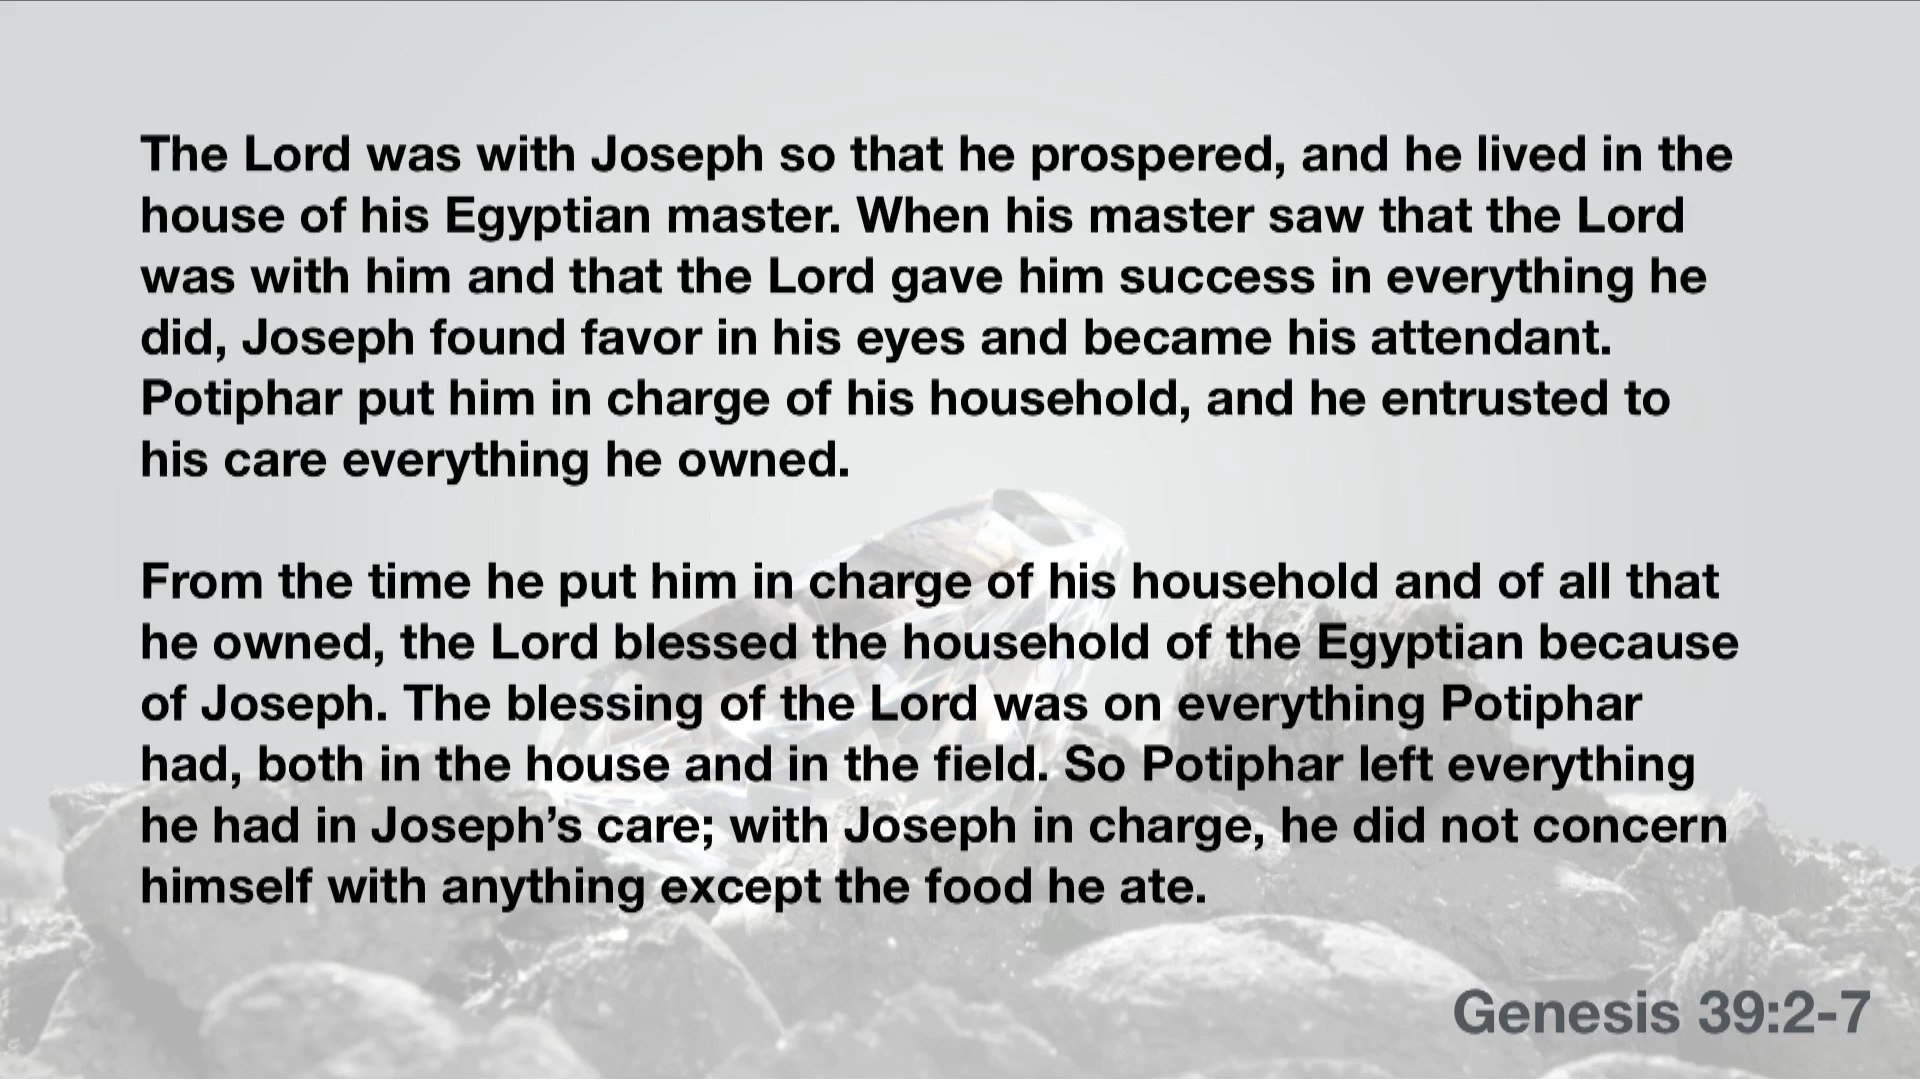 The Lord was with Joseph so that he prospered, and he lived in the
house of his Egyptian master. When his master saw that the Lord
was with him and that the Lord gave him success in everything he
did, Joseph found favor in his eyes and became his attendant.
Potiphar put him in charge of his household, and he entrusted to
his care everything he owned.
From the time he put him in charge of his household and of all that
he owned, the Lord blessed the household of the Egyptian because
of Joseph. The blessing of the Lord was on everything Potiphar
had, both in the house and in the field. So Potiphar left everything
he had in Joseph’s care; with Joseph in charge, he did not concern
himself with anything except the food he ate.
Genesis 39:2-7